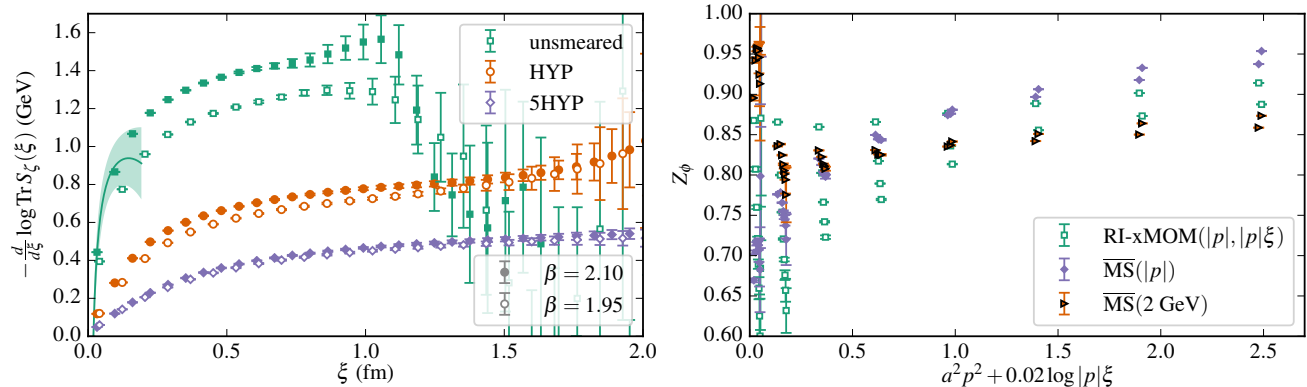 1.6
1.4
1.2
1.0
0.8
0.6
0.4
0.2
0.0
0.0
0.5
1.0
1.5
2.0
−d/dξ log Tr S_ζ(ξ) (GeV)
ξ (fm)
unsmeared
HYP
5HYP
β = 2.10
β = 1.95
1.00
0.95
0.90
0.85
0.80
0.75
0.70
0.65
0.60
0.0
0.5
1.0
1.5
2.0
2.5
Z_ϕ
a²p² + 0.02 log |p|ξ
RI-xMOM(|p|, |p|ξ)
M̅S̅(|p|)
M̅S̅(2 GeV)